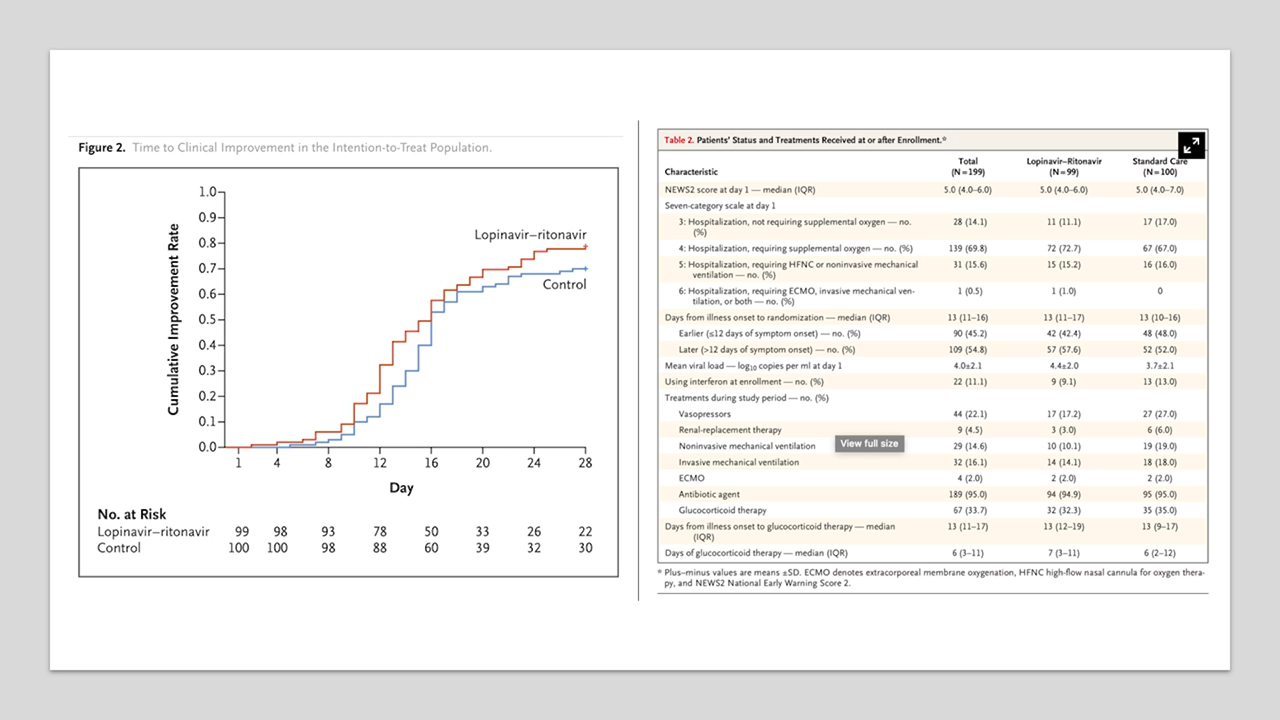 Figure 2. Time to Clinical Improvement in the Intention-to-Treat Population.
1.0
0.9
0.8
0.7
0.6
0.5
0.4
0.3
0.2
0.1
0.0
Cumulative Improvement Rate
Lopinavir–ritonavir
Control
1 4 8 12 16 20 24 28
Day
No. at Risk
Lopinavir–ritonavir 99 98 93 78 50 33 26 22
Control 100 100 98 88 60 39 32 30
Table 2. Patients' Status and Treatments Received at or after Enrollment.*
Characteristic Total (N=199) Lopinavir–Ritonavir (N=99) Standard Care (N=100)
NEWS2 score at day 1 — median (IQR) 5.0 (4.0–6.0) 5.0 (4.0–6.0) 5.0 (4.0–7.0)
Seven-category scale at day 1
3: Hospitalization, not requiring supplemental oxygen — no. 28 (14.1) 11 (11.1) 17 (17.0)
(%)
4: Hospitalization, requiring supplemental oxygen — no. (%) 139 (69.8) 72 (72.7) 67 (67.0)
5: Hospitalization, requiring HFNC or noninvasive mechanical 31 (15.6) 15 (15.2) 16 (16.0)
ventilation — no. (%)
6: Hospitalization, requiring ECMO, invasive mechanical ven- 1 (0.5) 1 (1.0) 0
tilation, or both — no. (%)
Days from illness onset to randomization — median (IQR) 13 (11–16) 13 (11–17) 13 (10–16)
Earlier (≤12 days of symptom onset) — no. (%) 90 (45.2) 42 (42.4) 48 (48.0)
Later (>12 days of symptom onset) — no. (%) 109 (54.8) 57 (57.6) 52 (52.0)
Mean viral load — log10 copies per ml at day 1 4.0±2.1 4.4±2.0 3.7±2.1
Using interferon at enrollment — no. (%) 22 (11.1) 9 (9.1) 13 (13.0)
Treatments during study period — no. (%)
Vasopressors 44 (22.1) 17 (17.2) 27 (27.0)
Renal-replacement therapy 9 (4.5) 3 (3.0) 6 (6.0)
Noninvasive mechanical ventilation 29 (14.6) 10 (10.1) 19 (19.0)
View full size
Invasive mechanical ventilation 32 (16.1) 14 (14.1) 18 (18.0)
ECMO 4 (2.0) 2 (2.0) 2 (2.0)
Antibiotic agent 189 (95.0) 94 (94.9) 95 (95.0)
Glucocorticoid therapy 67 (33.7) 32 (32.3) 35 (35.0)
Days from illness onset to glucocorticoid therapy — median 13 (11–17) 13 (12–19) 13 (9–17)
(IQR)
Days of glucocorticoid therapy — median (IQR) 6 (3–11) 7 (3–11) 6 (2–12)
* Plus–minus values are means ±SD. ECMO denotes extracorporeal membrane oxygenation, HFNC high-flow nasal cannula for oxygen thera-
py, and NEWS2 National Early Warning Score 2.